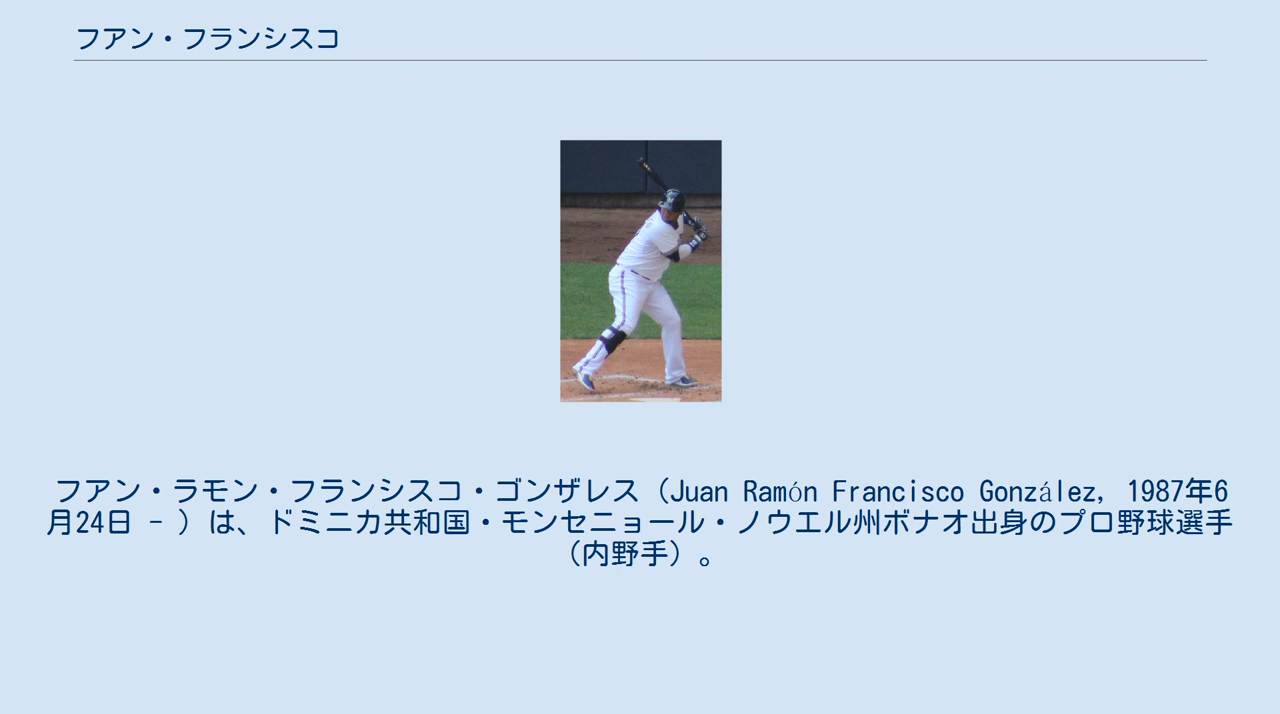 フアン・フランシスコ
フアン・ラモン・フランシスコ・ゴンザレス（Juan Ramón Francisco González, 1987年6
月24日 - ）は、ドミニカ共和国・モンセニョール・ノウエル州ボナオ出身のプロ野球選手
（内野手）。